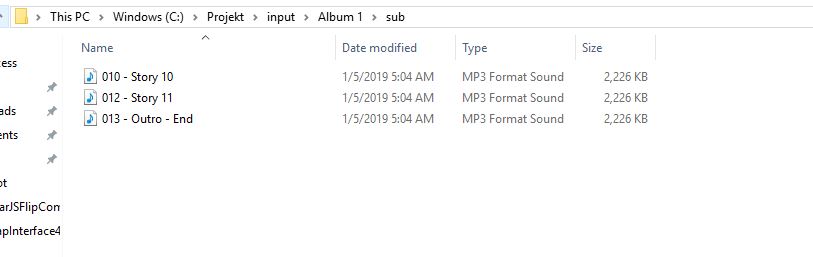 This PC > Windows (C:) > Projekt > input > Album 1 > sub
Name Date modified Type Size
010 - Story 10 1/5/2019 5:04 AM MP3 Format Sound 2,226 KB
012 - Story 11 1/5/2019 5:04 AM MP3 Format Sound 2,226 KB
013 - Outro - End 1/5/2019 5:04 AM MP3 Format Sound 2,226 KB
ess
ads
ents
ot
arJSFlipCom